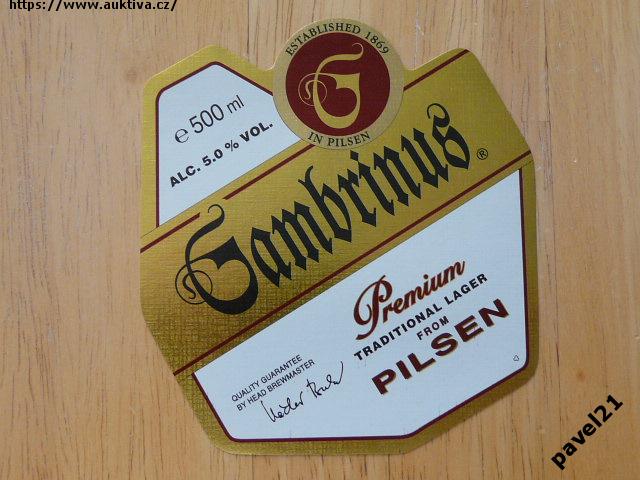 https://www.auktiva.cz/
ESTABLISHED 1869
G
IN PILSEN
e 500 ml
ALC. 5.0 % VOL.
Gambrinus®
Premium
TRADITIONAL LAGER
FROM
PILSEN
QUALITY GUARANTEE
BY HEAD BREWMASTER
pavel21